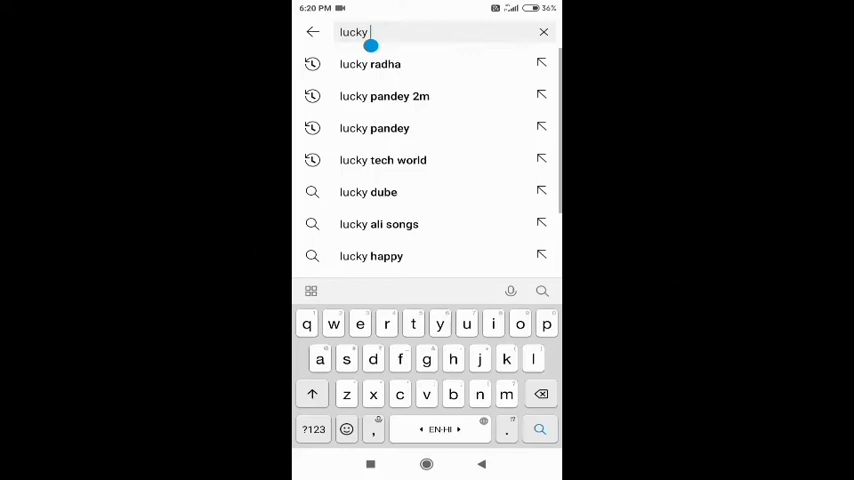 6:20 PM 36%
lucky
lucky radha
lucky pandey 2m
lucky pandey
lucky tech world
lucky dube
lucky ali songs
lucky happy
q w e r t y u i o p
a s d f g h j k l
z x c v b n m
?123 , EN-HI .